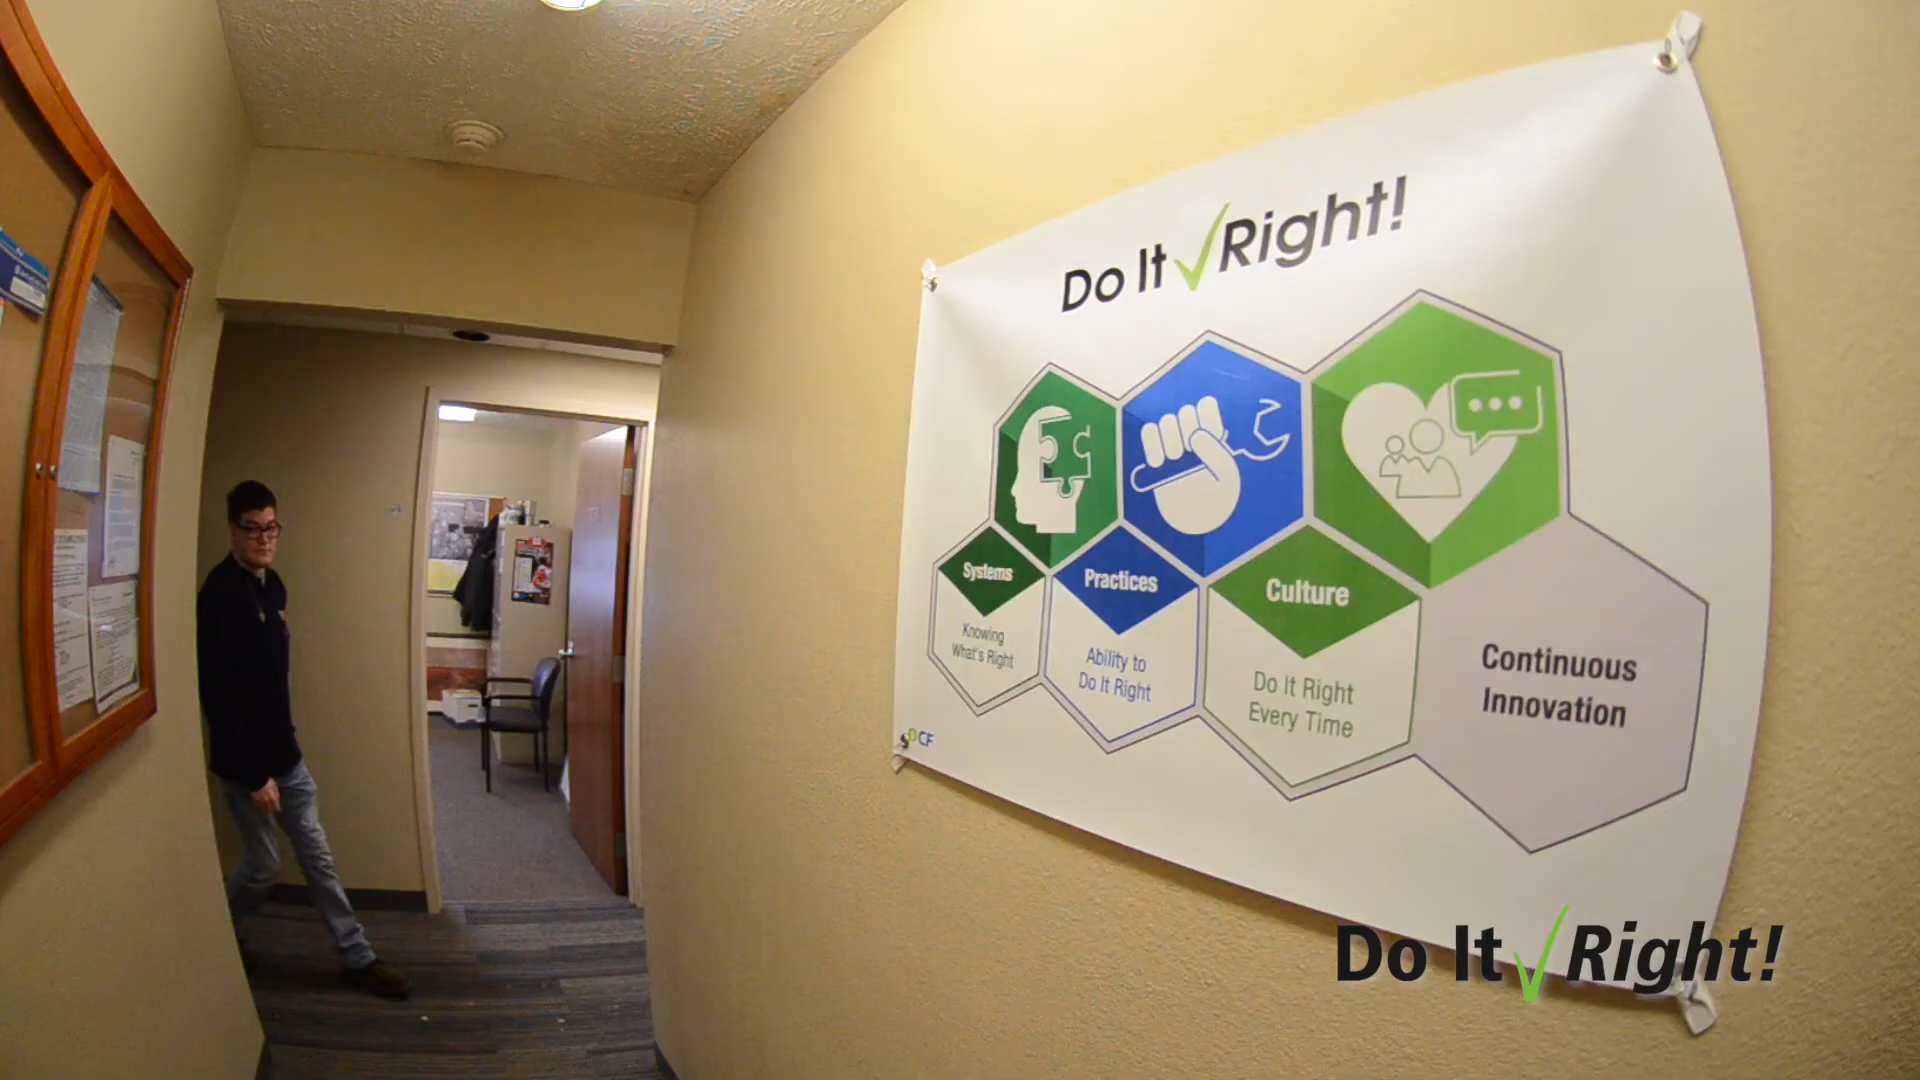 Do It Right!
Systems
Knowing
What's Right
Practices
Ability to
Do It Right
Culture
Do It Right
Every Time
Continuous
Innovation
CF
Do It Right!